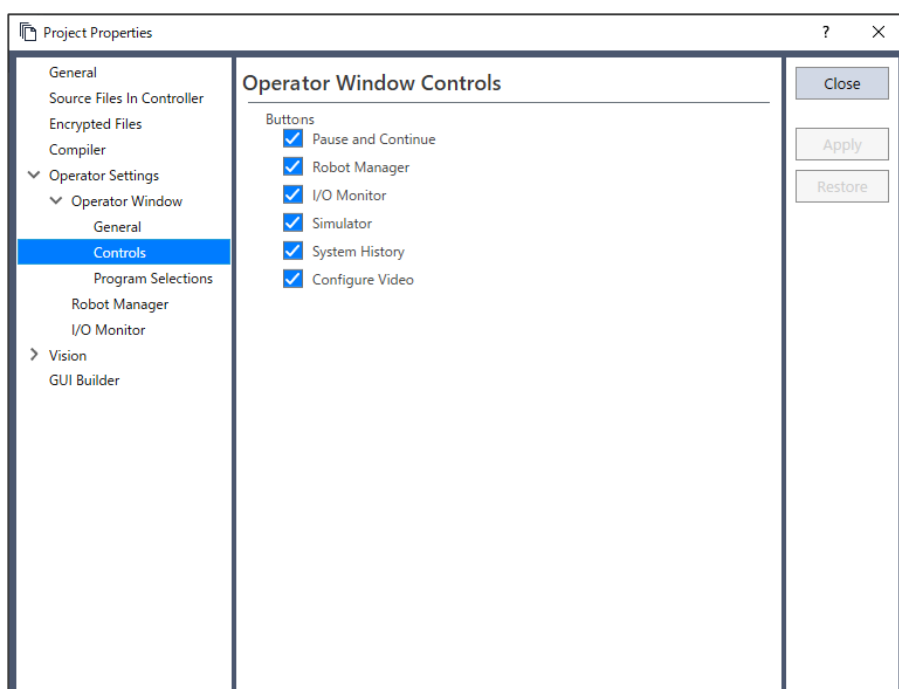 Project Properties
?
General
Source Files In Controller
Encrypted Files
Compiler
Operator Settings
Operator Window
General
Controls
Program Selections
Robot Manager
I/O Monitor
Vision
GUI Builder
Operator Window Controls
Buttons
Pause and Continue
Robot Manager
I/O Monitor
Simulator
System History
Configure Video
Close
Apply
Restore